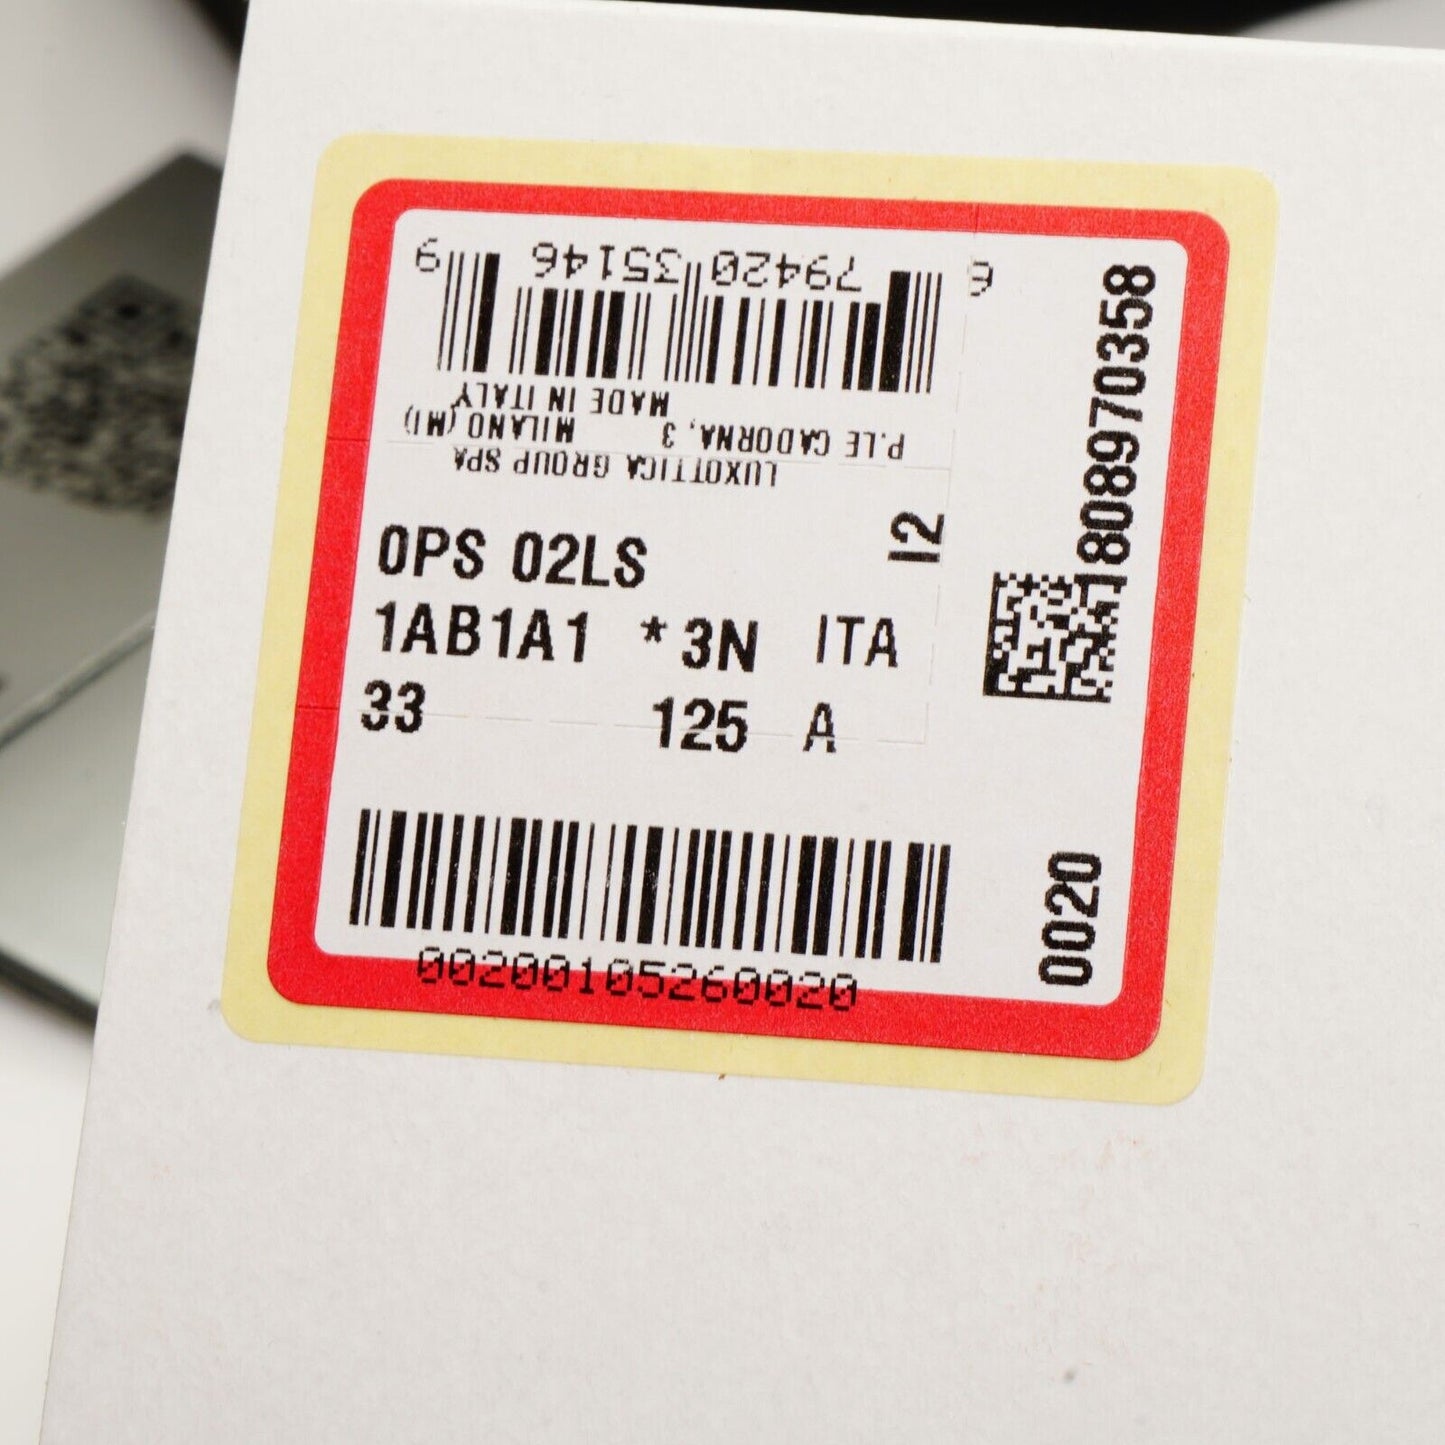 LUXOTTICA GROUP SPA
P.LE CADORNA, 3 MILANO (MI)
MADE IN ITALY
6 79420 35146 9
0PS 02LS
I2
1AB1A1 *3N ITA
33 125 A
00200105260020
0020
1808970358